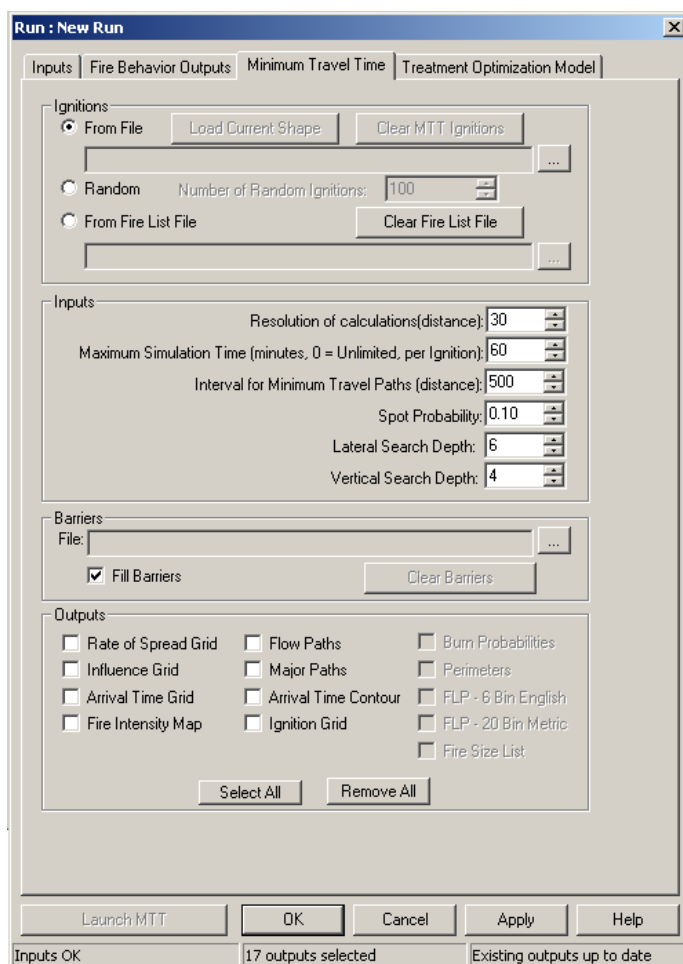 Run : New Run
Inputs Fire Behavior Outputs Minimum Travel Time Treatment Optimization Model
Ignitions
From File Load Current Shape Clear MTT Ignitions
...
Random Number of Random Ignitions: 100
From Fire List File Clear Fire List File
...
Inputs
Resolution of calculations(distance): 30
Maximum Simulation Time (minutes, 0 = Unlimited, per Ignition): 60
Interval for Minimum Travel Paths (distance): 500
Spot Probability: 0.10
Lateral Search Depth: 6
Vertical Search Depth: 4
Barriers
File: ...
Fill Barriers Clear Barriers
Outputs
Rate of Spread Grid Flow Paths Burn Probabilities
Influence Grid Major Paths Perimeters
Arrival Time Grid Arrival Time Contour FLP - 6 Bin English
Fire Intensity Map Ignition Grid FLP - 20 Bin Metric
Fire Size List
Select All Remove All
Launch MTT OK Cancel Apply Help
Inputs OK 17 outputs selected Existing outputs up to date